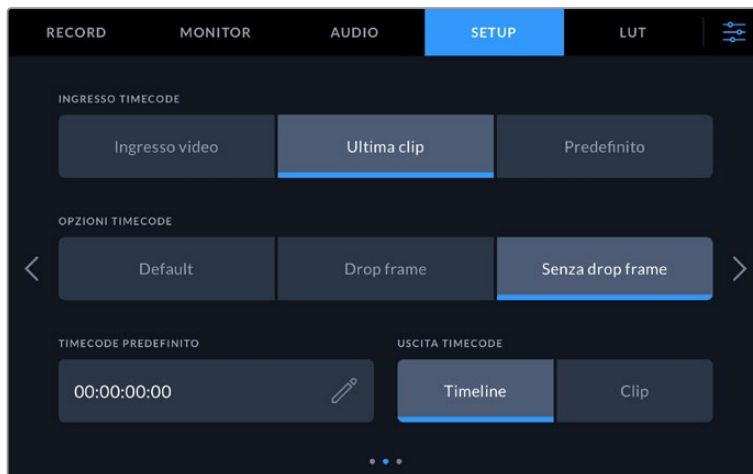 RECORD MONITOR AUDIO SETUP LUT
INGRESSO TIMECODE
Ingresso video Ultima clip Predefinito
OPZIONI TIMECODE
Default Drop frame Senza drop frame
TIMECODE PREDEFINITO USCITA TIMECODE
00:00:00:00 Timeline Clip